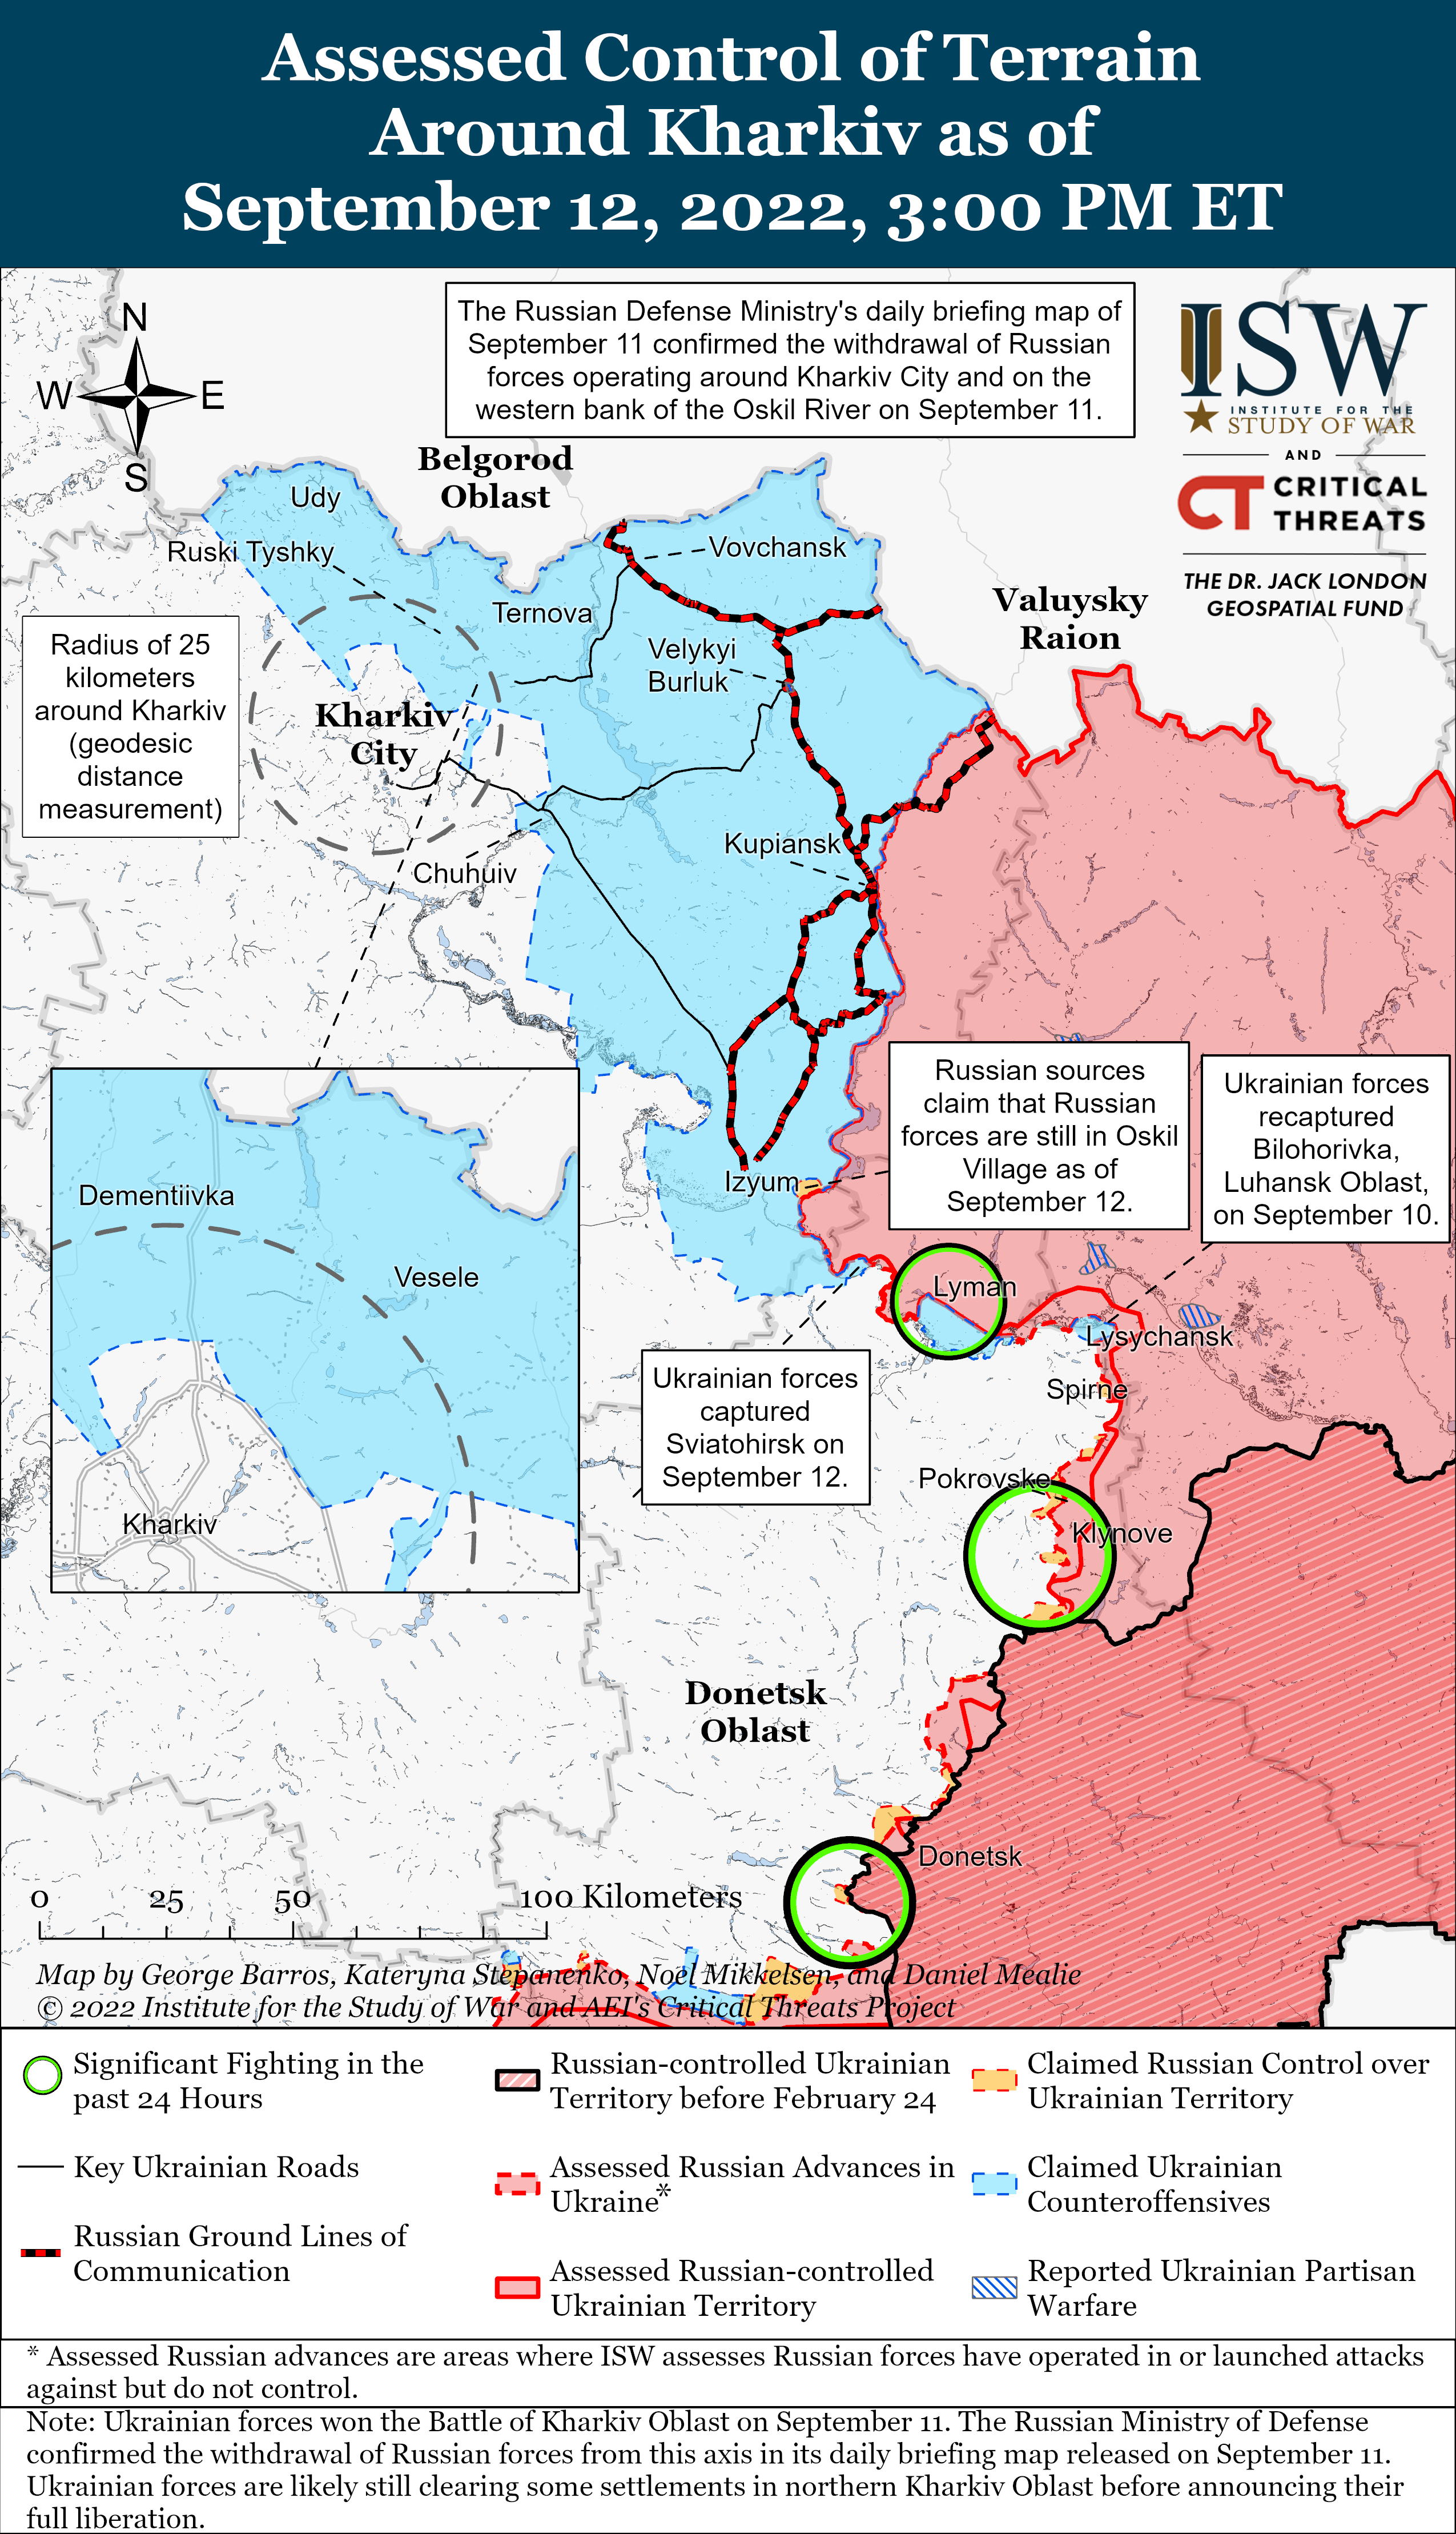 Assessed Control of Terrain
Around Kharkiv as of
September 12, 2022, 3:00 PM ET
N
W
E
S
The Russian Defense Ministry's daily briefing map of
September 11 confirmed the withdrawal of Russian
forces operating around Kharkiv City and on the
western bank of the Oskil River on September 11.
ISW
INSTITUTE FOR THE
STUDY OF WAR
AND
CT CRITICAL
THREATS
THE DR. JACK LONDON
GEOSPATIAL FUND
Belgorod
Oblast
Udy
Ruski Tyshky
Vovchansk
Ternova
Valuysky
Raion
Radius of 25
kilometers
around Kharkiv
(geodesic
distance
measurement)
Velykyi
Burluk
Kharkiv
City
Kupiansk
Chuhuiv
Russian sources
claim that Russian
forces are still in Oskil
Village as of
September 12.
Ukrainian forces
recaptured
Bilohorivka,
Luhansk Oblast,
on September 10.
Izyum
Dementiivka
Vesele
Kharkiv
Lyman
Lysychansk
Ukrainian forces
captured
Sviatohirsk on
September 12.
Spirne
Pokrovske
Klynove
Donetsk
Oblast
Donetsk
0 25 50 100 Kilometers
Map by George Barros, Kateryna Stepanenko, Noel Mikkelsen, and Daniel Mealie
© 2022 Institute for the Study of War and AEI's Critical Threats Project
Significant Fighting in the
past 24 Hours
Key Ukrainian Roads
Russian Ground Lines of
Communication
Russian-controlled Ukrainian
Territory before February 24
Assessed Russian Advances in
Ukraine*
Assessed Russian-controlled
Ukrainian Territory
Claimed Russian Control over
Ukrainian Territory
Claimed Ukrainian
Counteroffensives
Reported Ukrainian Partisan
Warfare
* Assessed Russian advances are areas where ISW assesses Russian forces have operated in or launched attacks
against but do not control.
Note: Ukrainian forces won the Battle of Kharkiv Oblast on September 11. The Russian Ministry of Defense
confirmed the withdrawal of Russian forces from this axis in its daily briefing map released on September 11.
Ukrainian forces are likely still clearing some settlements in northern Kharkiv Oblast before announcing their
full liberation.